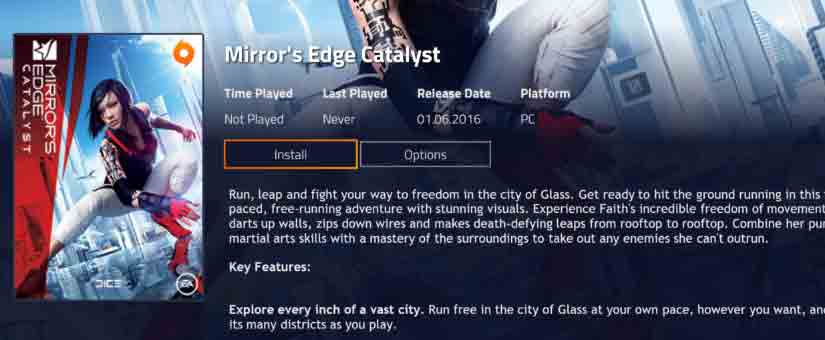 Mirror's Edge Catalyst
MIRROR'S
EDGE
CATALYST
Time Played Last Played Release Date Platform
Not Played Never 01.06.2016 PC
Install Options
Run, leap and fight your way to freedom in the city of Glass. Get ready to hit the ground running in this
paced, free-running adventure with stunning visuals. Experience Faith's incredible freedom of movement
darts up walls, zips down wires and makes death-defying leaps from rooftop to rooftop. Combine her
martial arts skills with a mastery of the surroundings to take out any enemies she can't outrun.
Key Features:
DICE EA
Explore every inch of a vast city. Run free in the city of Glass at your own pace, however you want,
its many districts as you play.